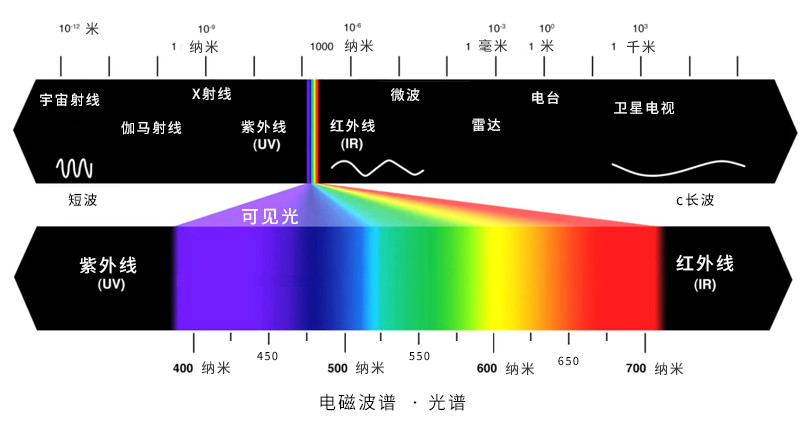 10⁻¹² 米 10⁻⁹ 10⁻⁶ 10⁻³ 10⁰ 10³
1 纳米 1000 纳米 1 毫米 1 米 1 千米
宇宙射线 X射线 微波 电台 卫星电视
伽马射线 紫外线 红外线 雷达
(UV) (IR)
短波 c长波
可见光
紫外线 红外线
(UV) (IR)
450 550 650
400 纳米 500 纳米 600 纳米 700 纳米
电磁波谱 · 光谱